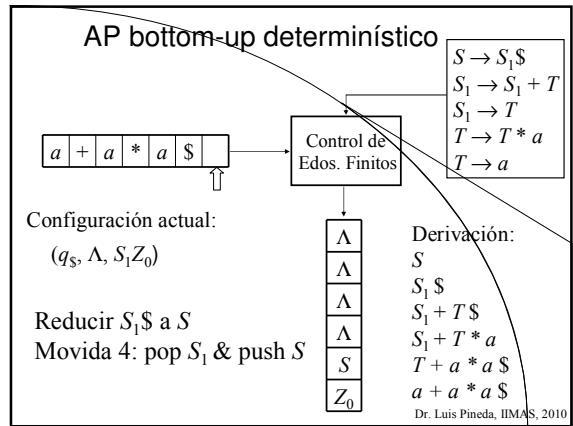 AP bottom-up determinístico
S → S₁$
S₁ → S₁ + T
S₁ → T
T → T * a
T → a
a + a * a $
Control de
Edos. Finitos
Configuración actual:
(q$, Λ, S₁Z₀)
Reducir S₁$ a S
Movida 4: pop S₁ & push S
Λ
Λ
Λ
Λ
S
Z₀
Derivación:
S
S₁ $
S₁ + T $
S₁ + T * a
T + a * a $
a + a * a $
Dr. Luis Pineda, IIMAS, 2010